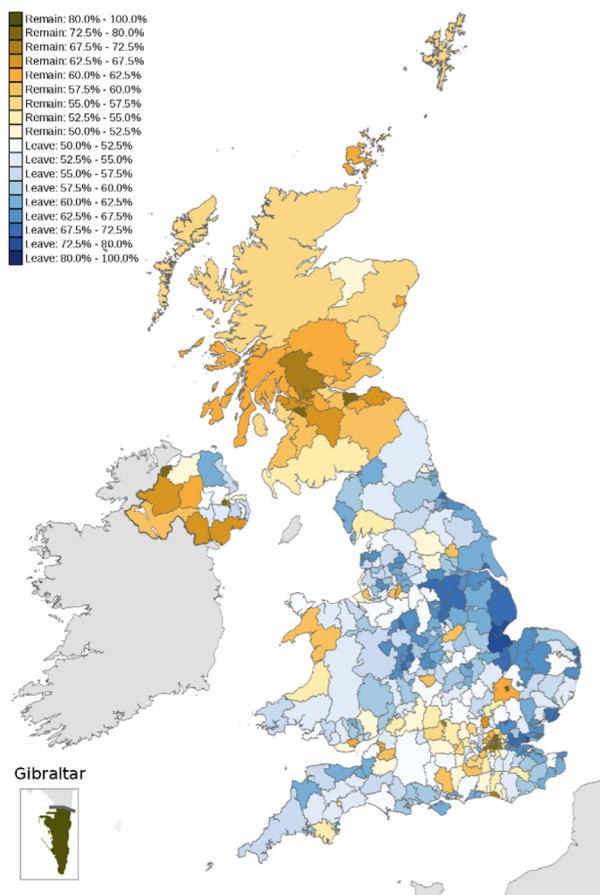 Remain: 80.0% - 100.0%
Remain: 72.5% - 80.0%
Remain: 67.5% - 72.5%
Remain: 62.5% - 67.5%
Remain: 60.0% - 62.5%
Remain: 57.5% - 60.0%
Remain: 55.0% - 57.5%
Remain: 52.5% - 55.0%
Remain: 50.0% - 52.5%
Leave: 50.0% - 52.5%
Leave: 52.5% - 55.0%
Leave: 55.0% - 57.5%
Leave: 57.5% - 60.0%
Leave: 60.0% - 62.5%
Leave: 62.5% - 67.5%
Leave: 67.5% - 72.5%
Leave: 72.5% - 80.0%
Leave: 80.0% - 100.0%
Gibraltar